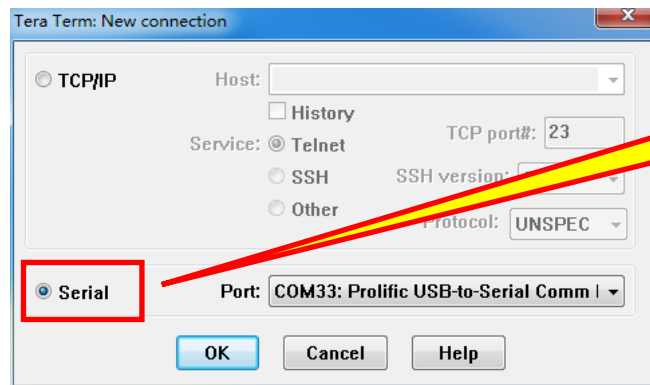 Tera Term: New connection
TCP/IP
Host:
History
Service:
Telnet
TCP port#: 23
SSH
SSH version:
Other
Protocol: UNSPEC
Serial
Port: COM33: Prolific USB-to-Serial Comm
OK
Cancel
Help